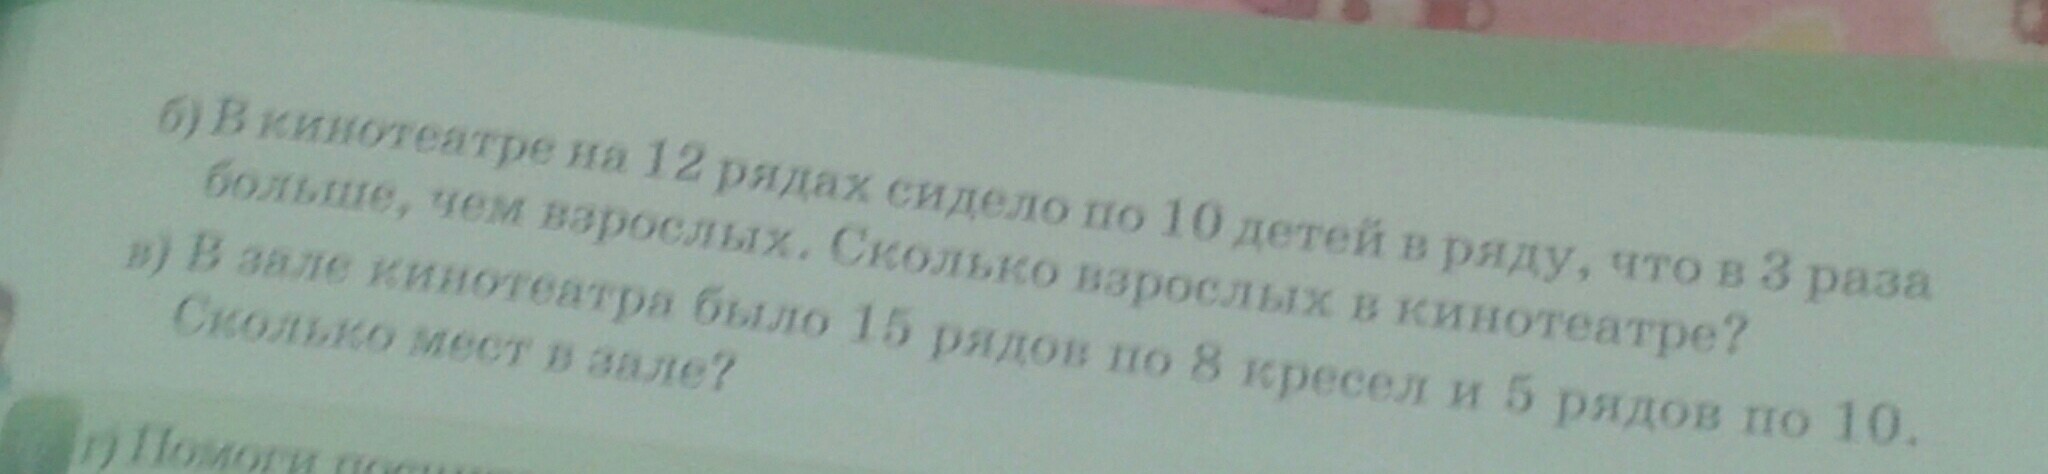 б) В кинотеатре на 12 рядах сидело по 10 детей в ряду, что в 3 раза
больше, чем взрослых. Сколько взрослых в кинотеатре?
в) В зале кинотеатра было 15 рядов по 8 кресел и 5 рядов по 10.
Сколько мест в зале?
г) Помоги